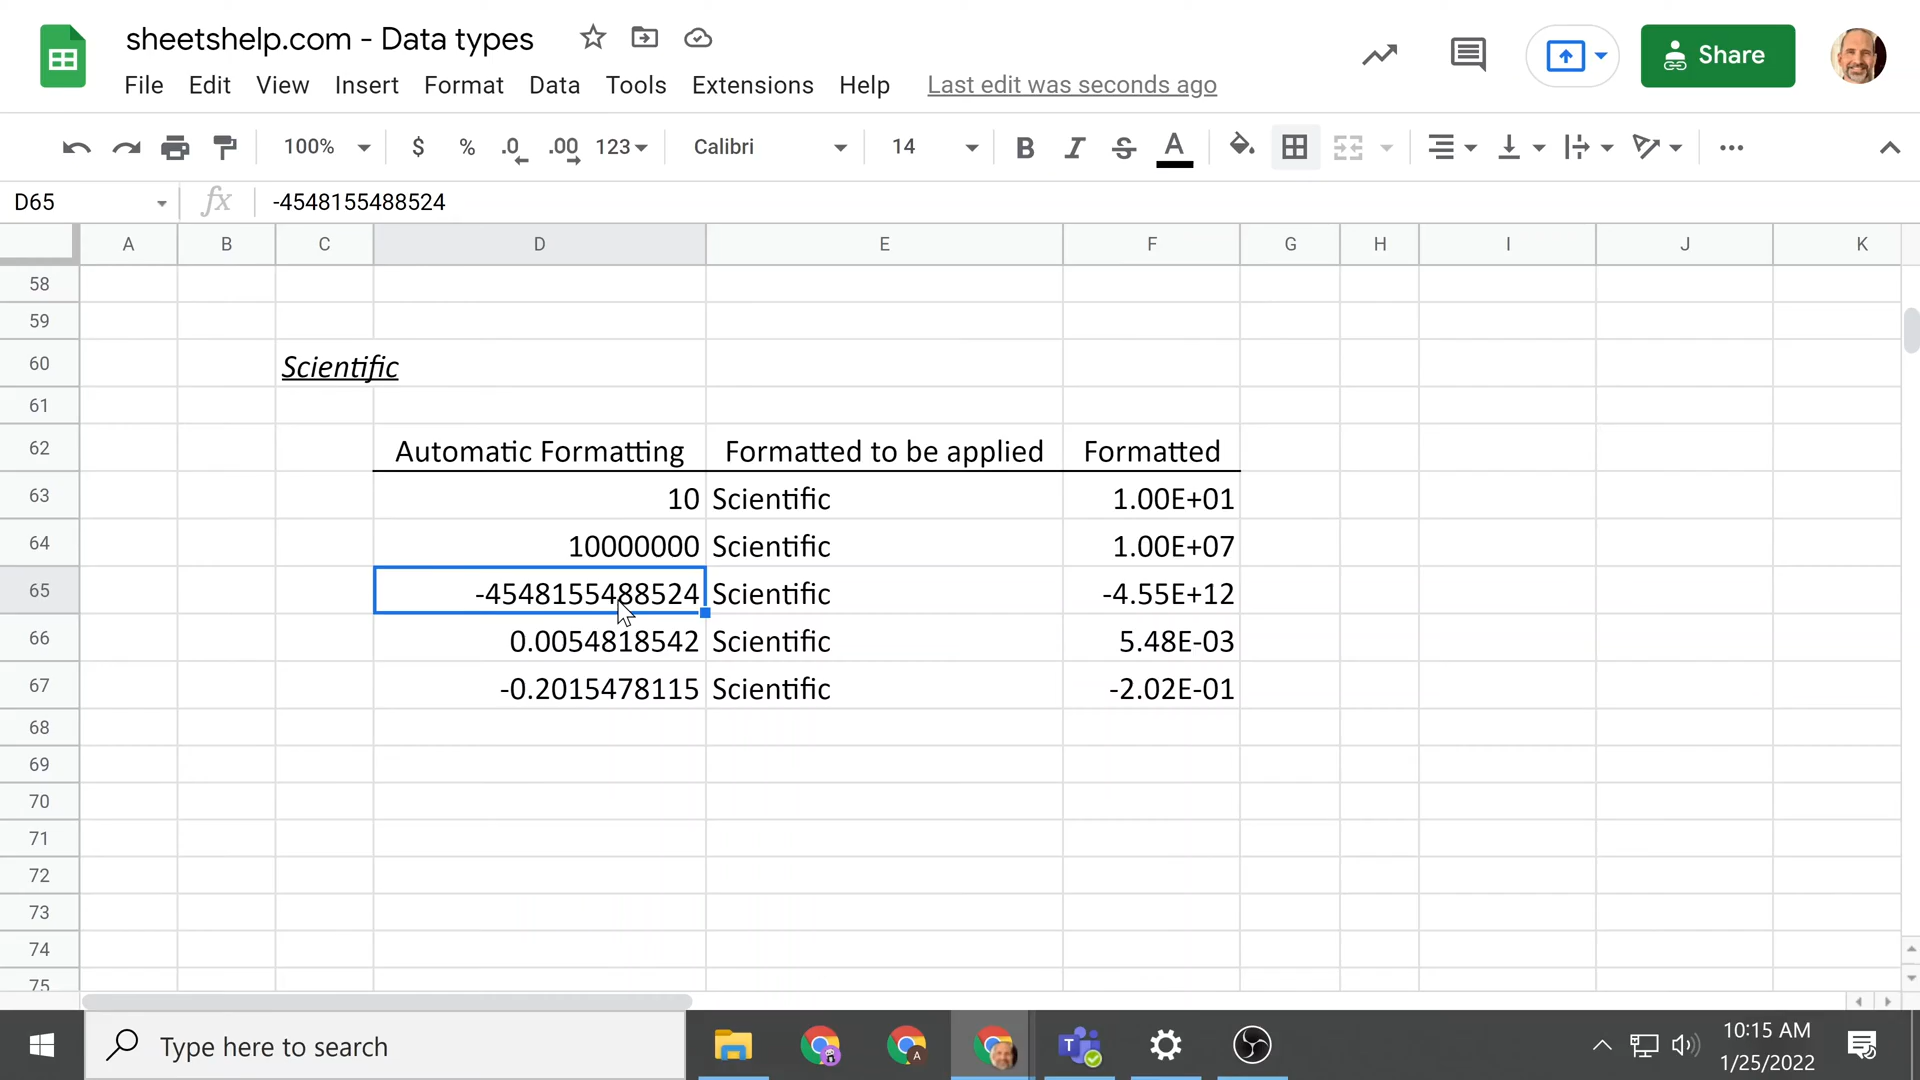 sheetshelp.com - Data types
File Edit View Insert Format Data Tools Extensions Help Last edit was seconds ago
Share
100% $ % .0 .00 123 Calibri 14 B I S A
D65 fx -4548155488524
A B C D E F G H I J K
58
59
60 Scientific
61
62 Automatic Formatting Formatted to be applied Formatted
63 10 Scientific 1.00E+01
64 10000000 Scientific 1.00E+07
65 -4548155488524 Scientific -4.55E+12
66 0.0054818542 Scientific 5.48E-03
67 -0.2015478115 Scientific -2.02E-01
68
69
70
71
72
73
74
75
Type here to search
A
T
10:15 AM
1/25/2022